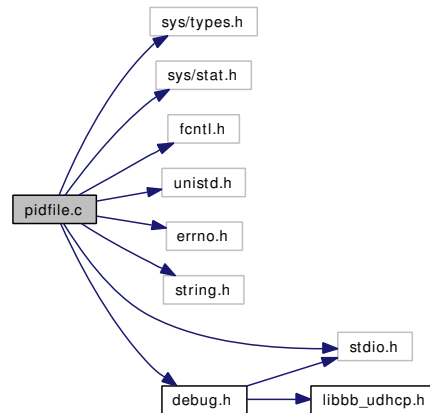 sys/types.h
sys/stat.h
fcntl.h
unistd.h
pidfile.c
errno.h
string.h
stdio.h
debug.h
libbb_udhcp.h